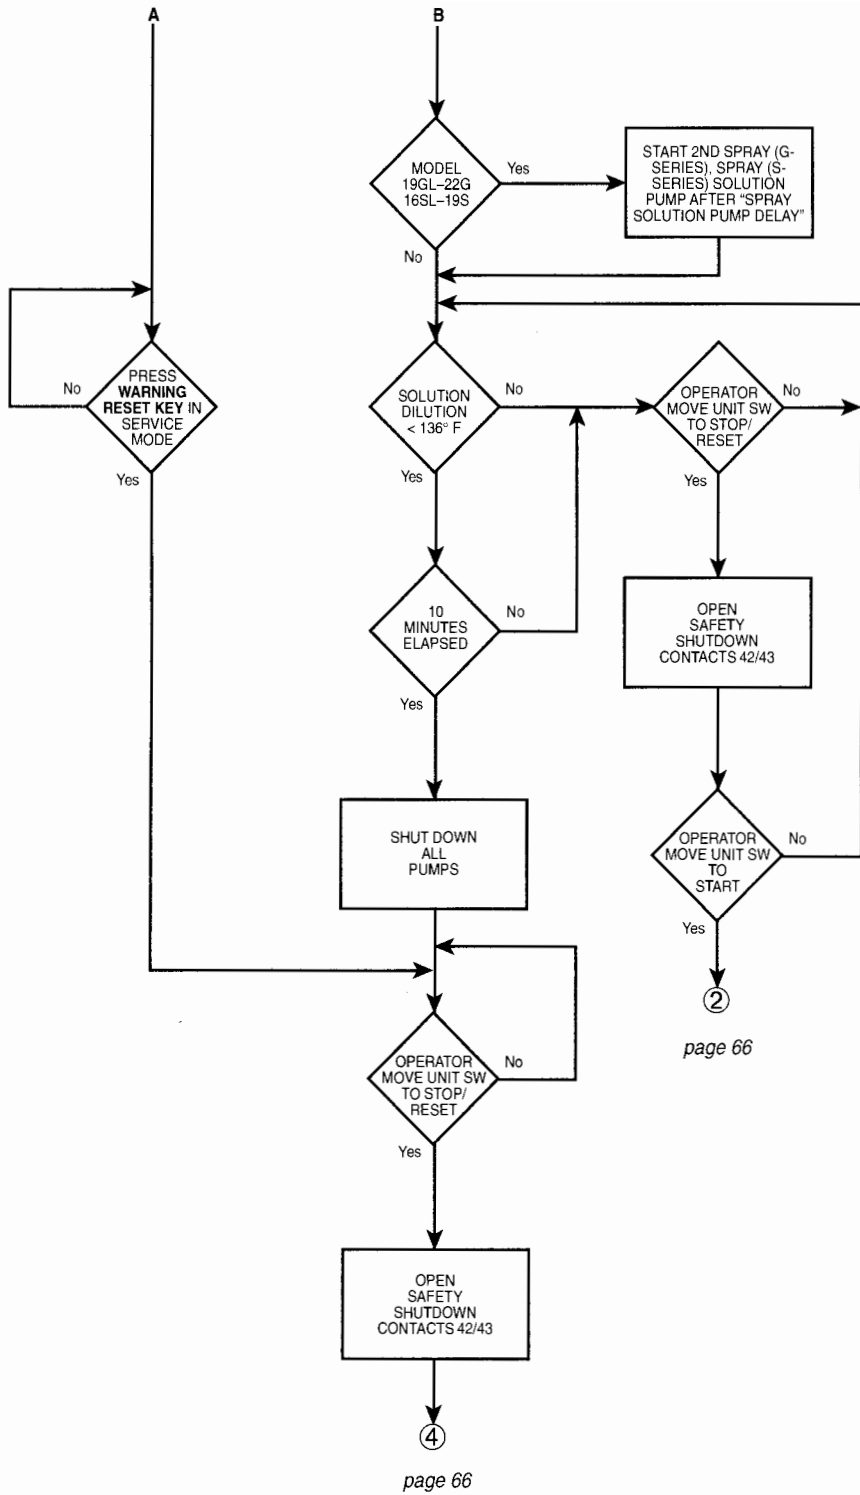 A
B
MODEL
19GL–22G
16SL–19S
Yes
START 2ND SPRAY (G-
SERIES), SPRAY (S-
SERIES) SOLUTION
PUMP AFTER “SPRAY
SOLUTION PUMP DELAY”
No
PRESS
WARNING
RESET KEY IN
SERVICE
MODE
No
Yes
SOLUTION
DILUTION
< 136° F
No
Yes
OPERATOR
MOVE UNIT SW
TO STOP/
RESET
No
Yes
10
MINUTES
ELAPSED
No
Yes
OPEN
SAFETY
SHUTDOWN
CONTACTS 42/43
SHUT DOWN
ALL
PUMPS
OPERATOR
MOVE UNIT SW
TO
START
No
Yes
2
page 66
OPERATOR
MOVE UNIT SW
TO STOP/
RESET
No
Yes
OPEN
SAFETY
SHUTDOWN
CONTACTS 42/43
4
page 66